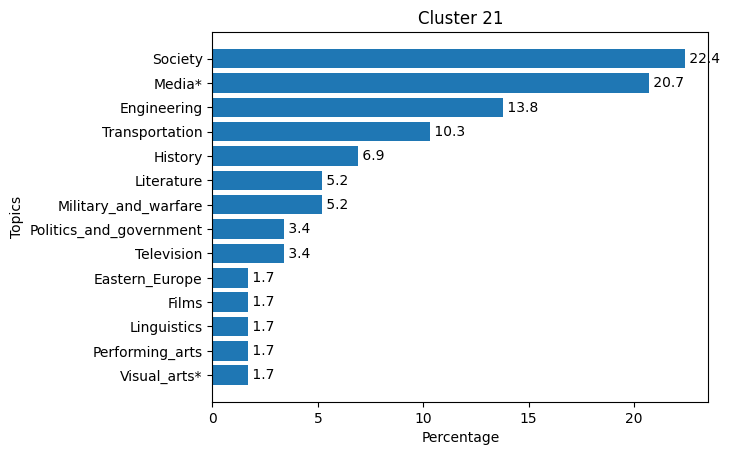 Cluster 21
Topics
Society 22.4
Media* 20.7
Engineering 13.8
Transportation 10.3
History 6.9
Literature 5.2
Military_and_warfare 5.2
Politics_and_government 3.4
Television 3.4
Eastern_Europe 1.7
Films 1.7
Linguistics 1.7
Performing_arts 1.7
Visual_arts* 1.7
0 5 10 15 20
Percentage